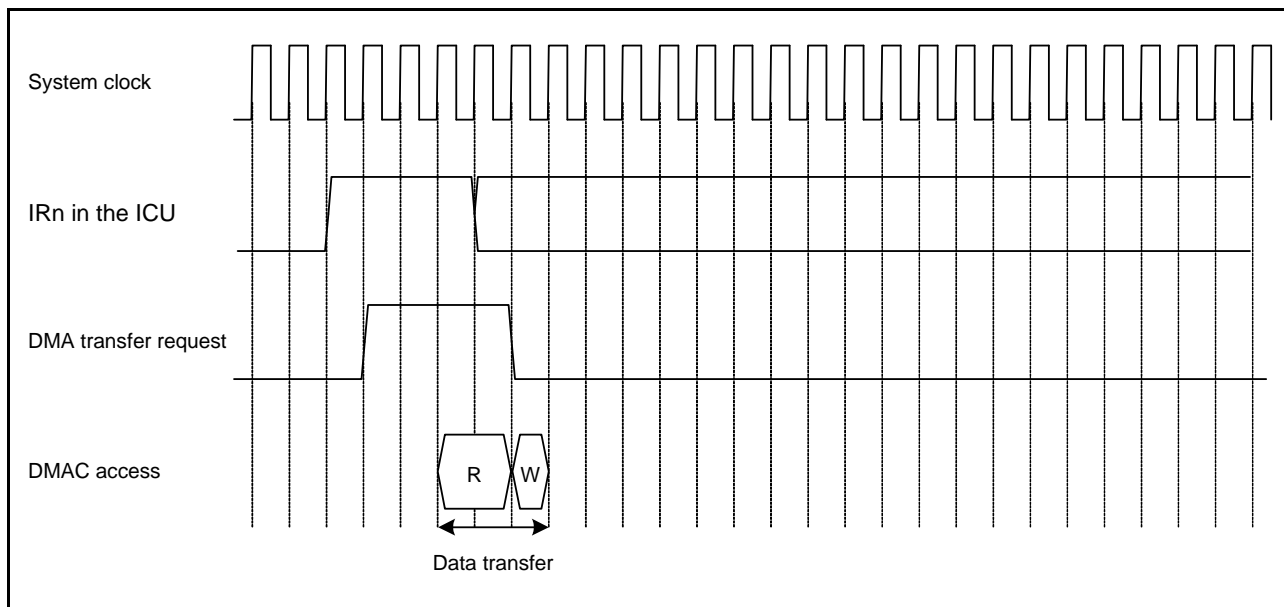 System clock
IRn in the ICU
DMA transfer request
DMAC access
R
W
Data transfer